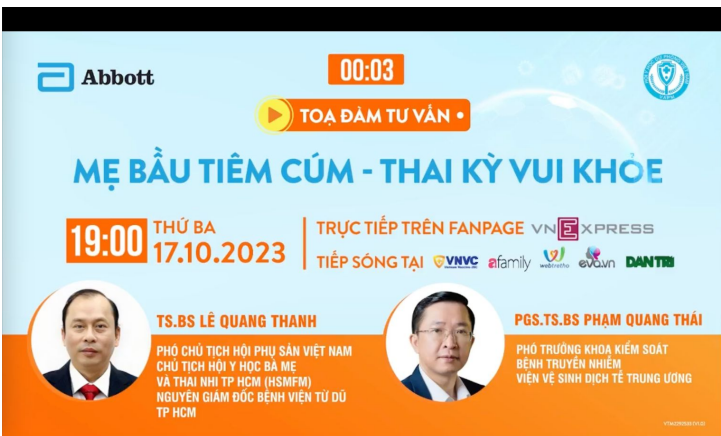 Abbott
00:03
TOẠ ĐÀM TƯ VẤN
MẸ BẦU TIÊM CÚM - THAI KỲ VUI KHỎE
19:00 THỨ BA
17.10.2023
TRỰC TIẾP TRÊN FANPAGE VNEXPRESS
TIẾP SÓNG TẠI VNVC afamily webtretho eva.vn DANTRI
TS.BS LÊ QUANG THANH
PHÓ CHỦ TỊCH HỘI PHỤ SẢN VIỆT NAM
CHỦ TỊCH HỘI Y HỌC BÀ MẸ
VÀ THAI NHI TP HCM (HSMFM)
NGUYÊN GIÁM ĐỐC BỆNH VIỆN TỪ DŨ
TP HCM
PGS.TS.BS PHẠM QUANG THÁI
PHÓ TRƯỞNG KHOA KIỂM SOÁT
BỆNH TRUYỀN NHIỄM
VIỆN VỆ SINH DỊCH TỄ TRUNG ƯƠNG